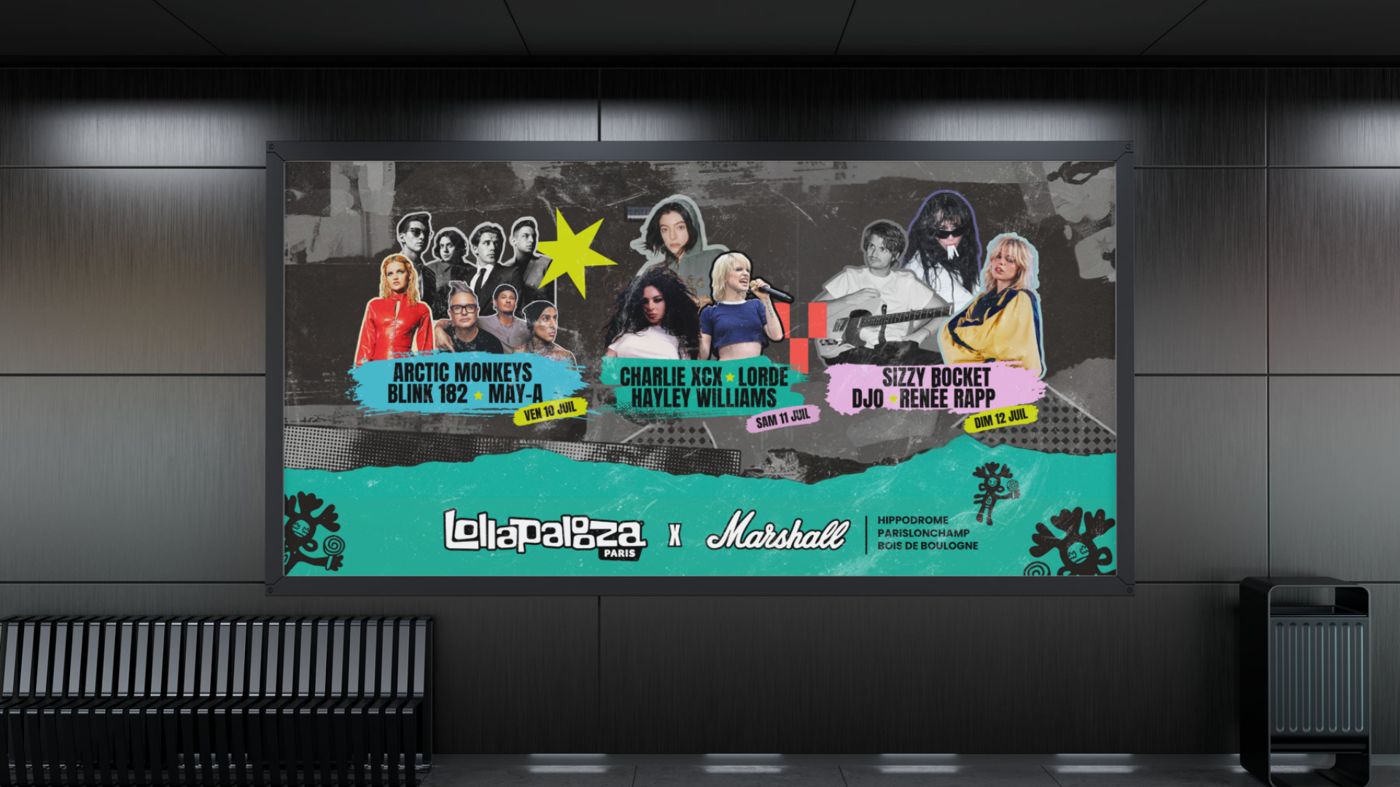 ARCTIC MONKEYS
BLINK 182 ★ MAY-A
VEN 10 JUIL
CHARLIE XCX ★ LORDE
HAYLEY WILLIAMS
SAM 11 JUIL
SIZZY BOCKET
DJO ★ RENEE RAPP
DIM 12 JUIL
Lollapalooza
PARIS
X
Marshall
HIPPODROME
PARISLONCHAMP
BOIS DE BOULOGNE